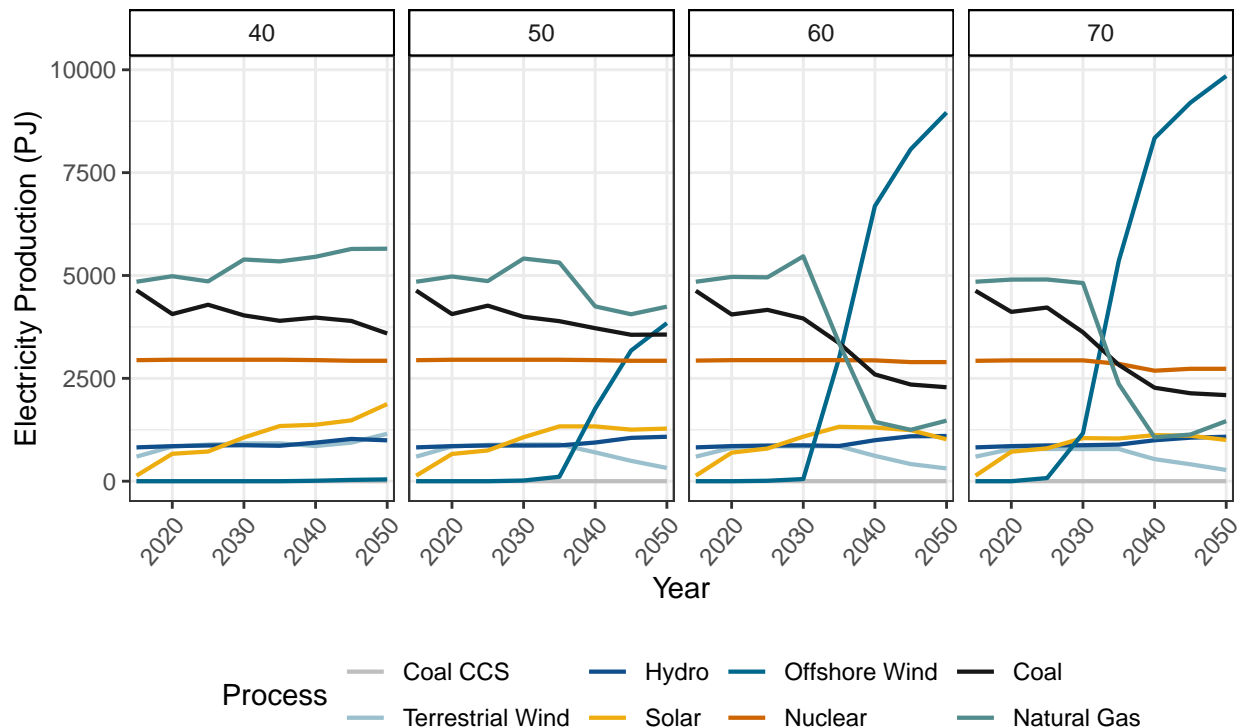 40 50 60 70
10000
7500
5000
2500
0
Electricity Production (PJ)
2020 2030 2040 2050 2020 2030 2040 2050 2020 2030 2040 2050 2020 2030 2040 2050
Year
Process
Coal CCS Hydro Offshore Wind Coal
Terrestrial Wind Solar Nuclear Natural Gas